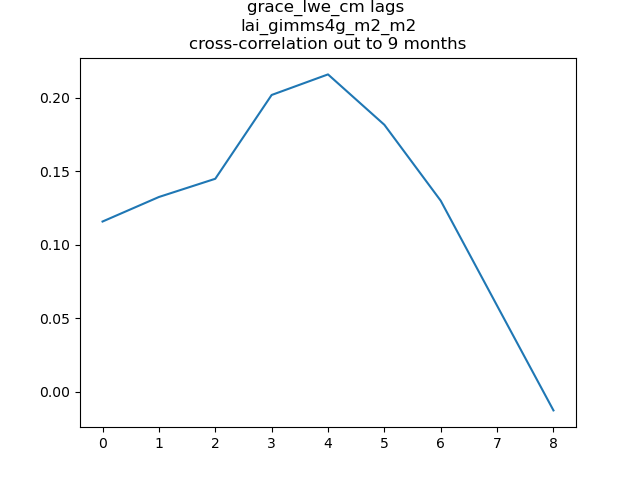 grace_lwe_cm lags
lai_gimms4g_m2_m2
cross-correlation out to 9 months
0.20
0.15
0.10
0.05
0.00
0 1 2 3 4 5 6 7 8